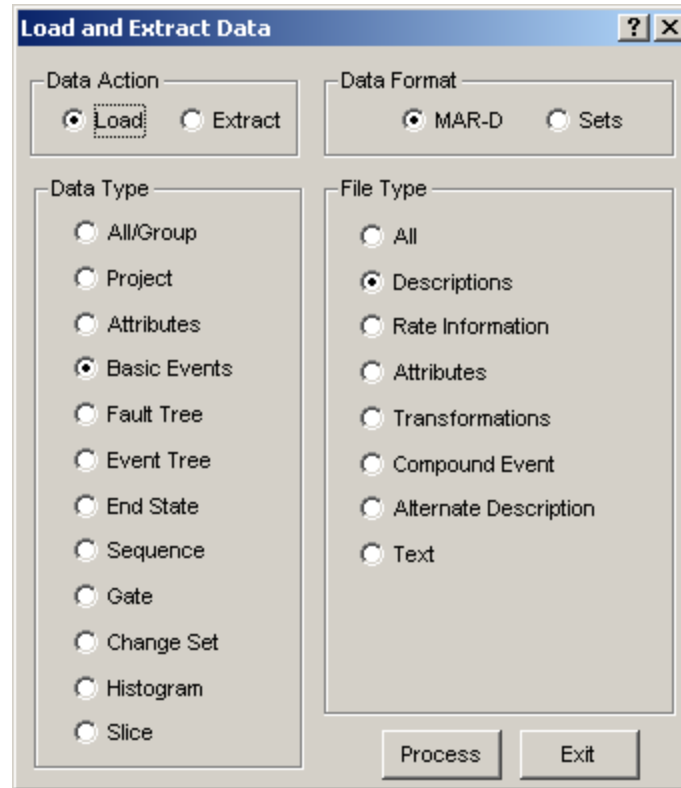 Load and Extract Data
Data Action
Load
Extract
Data Format
MAR-D
Sets
Data Type
All/Group
Project
Attributes
Basic Events
Fault Tree
Event Tree
End State
Sequence
Gate
Change Set
Histogram
Slice
File Type
All
Descriptions
Rate Information
Attributes
Transformations
Compound Event
Alternate Description
Text
Process
Exit